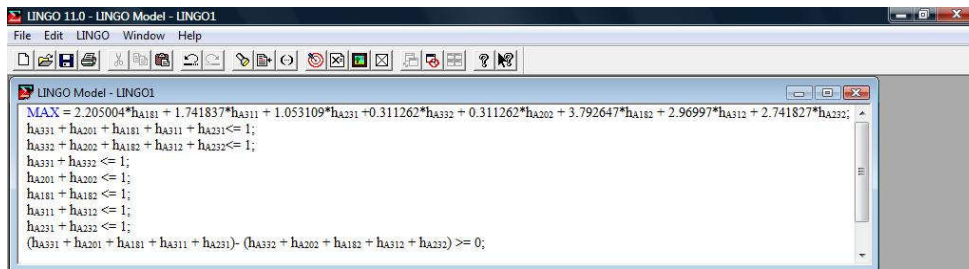 LINGO 11.0 - LINGO Model - LINGO1
File Edit LINGO Window Help
LINGO Model - LINGO1
MAX = 2.205004*hA181 + 1.741837*hA311 + 1.053109*hA231 +0.311262*hA332 + 0.311262*hA202 + 3.792647*hA182 + 2.96997*hA312 + 2.741827*hA232;
hA331 + hA201 + hA181 + hA311 + hA231<= 1;
hA332 + hA202 + hA182 + hA312 + hA232<= 1;
hA331 + hA332 <= 1;
hA201 + hA202 <= 1;
hA181 + hA182 <= 1;
hA311 + hA312 <= 1;
hA231 + hA232 <= 1;
(hA331 + hA201 + hA181 + hA311 + hA231)- (hA332 + hA202 + hA182 + hA312 + hA232) >= 0;